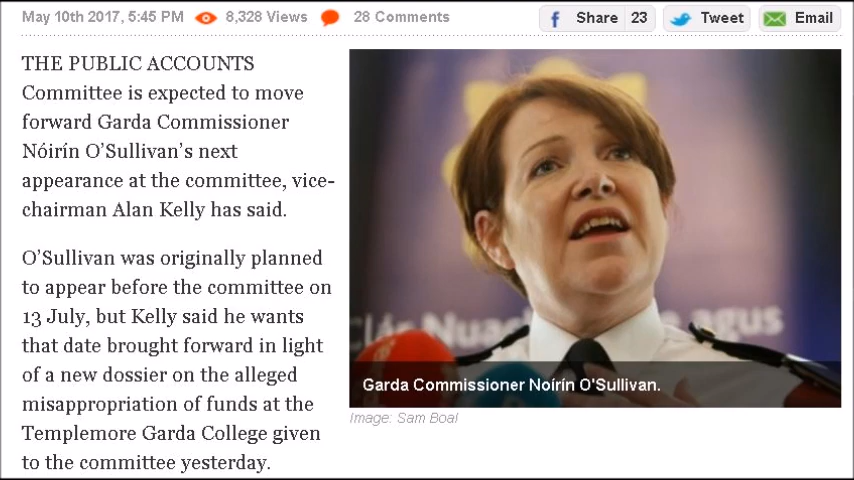 May 10th 2017, 5:45 PM 8,328 Views 28 Comments Share 23 Tweet Email
THE PUBLIC ACCOUNTS
Committee is expected to move
forward Garda Commissioner
Nóirín O’Sullivan’s next
appearance at the committee, vice-
chairman Alan Kelly has said.
O’Sullivan was originally planned
to appear before the committee on
13 July, but Kelly said he wants
that date brought forward in light
of a new dossier on the alleged
misappropriation of funds at the
Templemore Garda College given
to the committee yesterday.
Clár agus
Garda Commissioner Noírín O'Sullivan.
Image: Sam Boal